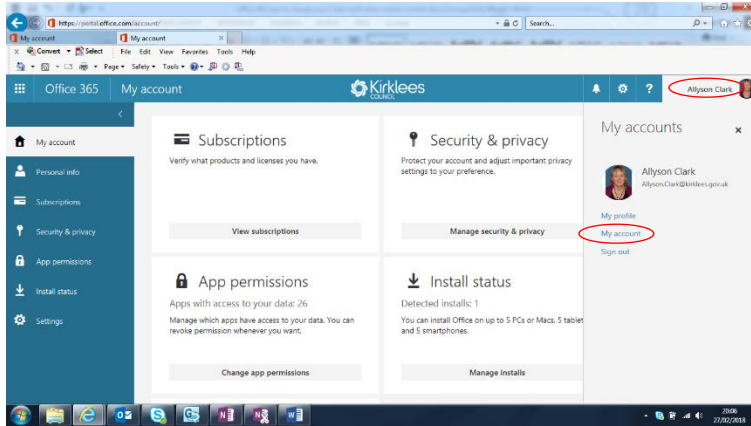 https://portal.office.com/account/
Search...
My account
My account
Convert Select
File Edit View Favorites Tools Help
Page Safety Tools
Office 365
My account
Kirklees
COUNCIL
?
Allyson Clark
My account
Personal info
Subscriptions
Security & privacy
App permissions
Install status
Settings
Subscriptions
Verify what products and licenses you have.
View subscriptions
Security & privacy
Protect your account and adjust important privacy
settings to your preference.
Manage security & privacy
App permissions
Apps with access to your data: 26
Manage which apps have access to your data. You can
revoke permission whenever you want.
Change app permissions
Install status
Detected installs: 1
You can install Office on up to 5 PCs or Macs, 5 tablet
and 5 smartphones.
Manage installs
My accounts
Allyson Clark
Allyson.Clark@kirklees.gov.uk
My profile
My account
Sign out
20:06
27/02/2018